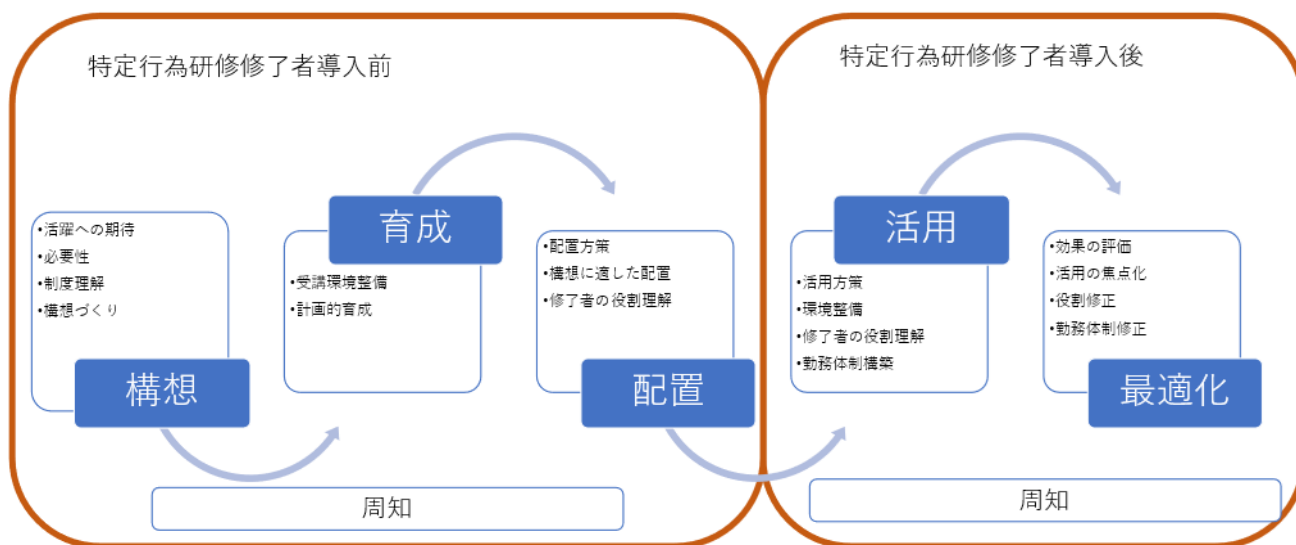 特定行為研修修了者導入前
•活躍への期待
•必要性
•制度理解
•構想づくり
構想
育成
•受講環境整備
•計画的育成
•配置方策
•構想に適した配置
•修了者の役割理解
配置
周知
特定行為研修修了者導入後
活用
•活用方策
•環境整備
•修了者の役割理解
•勤務体制構築
•効果の評価
•活用の焦点化
•役割修正
•勤務体制修正
最適化
周知